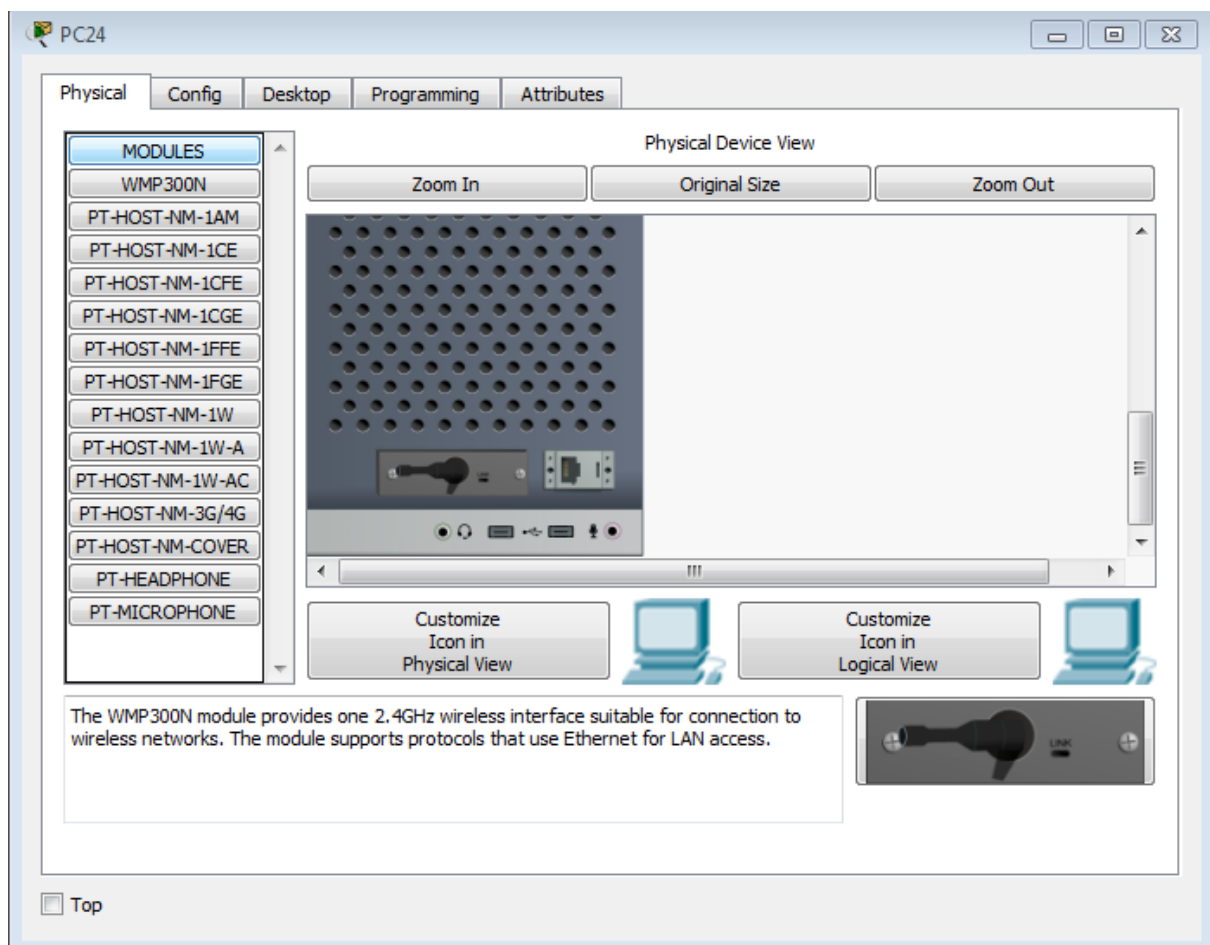 PC24
Physical Config Desktop Programming Attributes
MODULES
WMP300N
PT-HOST-NM-1AM
PT-HOST-NM-1CE
PT-HOST-NM-1CFE
PT-HOST-NM-1CGE
PT-HOST-NM-1FFE
PT-HOST-NM-1FGE
PT-HOST-NM-1W
PT-HOST-NM-1W-A
PT-HOST-NM-1W-AC
PT-HOST-NM-3G/4G
PT-HOST-NM-COVER
PT-HEADPHONE
PT-MICROPHONE
Physical Device View
Zoom In Original Size Zoom Out
Customize
Icon in
Physical View
Customize
Icon in
Logical View
The WMP300N module provides one 2.4GHz wireless interface suitable for connection to
wireless networks. The module supports protocols that use Ethernet for LAN access.
LINK
Top